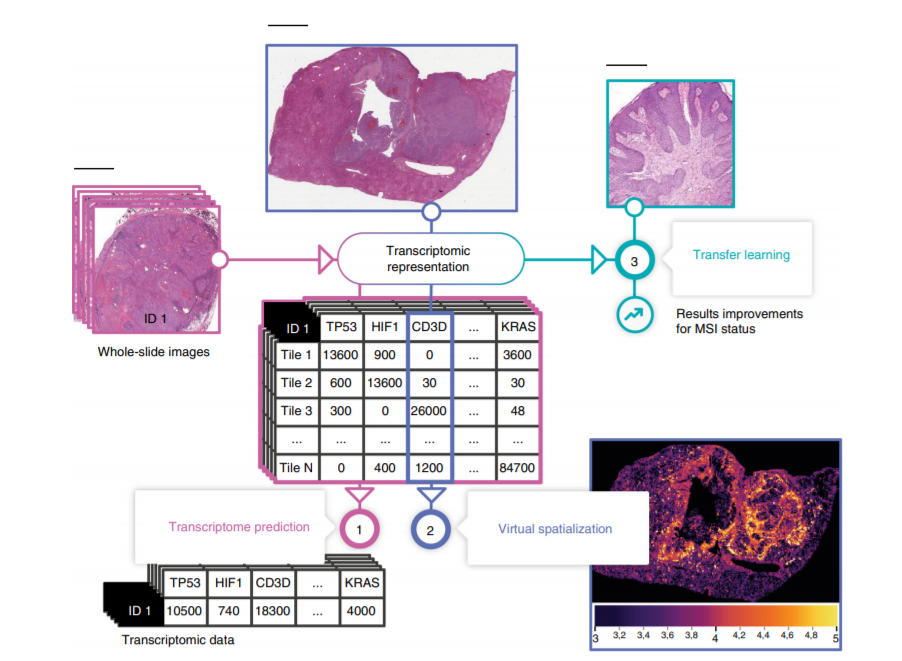 ID 1
Whole-slide images
Transcriptomic
representation
3
Transfer learning
Results improvements
for MSI status
ID 1 TP53 HIF1 CD3D ... KRAS
Tile 1 13600 900 0 3600
Tile 2 600 13600 30 ... 30
Tile 3 300 0 26000 ... 48
... ... ... ... ... ...
Tile N 0 400 1200 ... 84700
Transcriptome prediction
1
2
Virtual spatialization
TP53 HIF1 CD3D ... KRAS
ID 1 10500 740 18300 ... 4000
Transcriptomic data
3 3,2 3,4 3,6 3,8 4 4,2 4,4 4,6 4,8 5